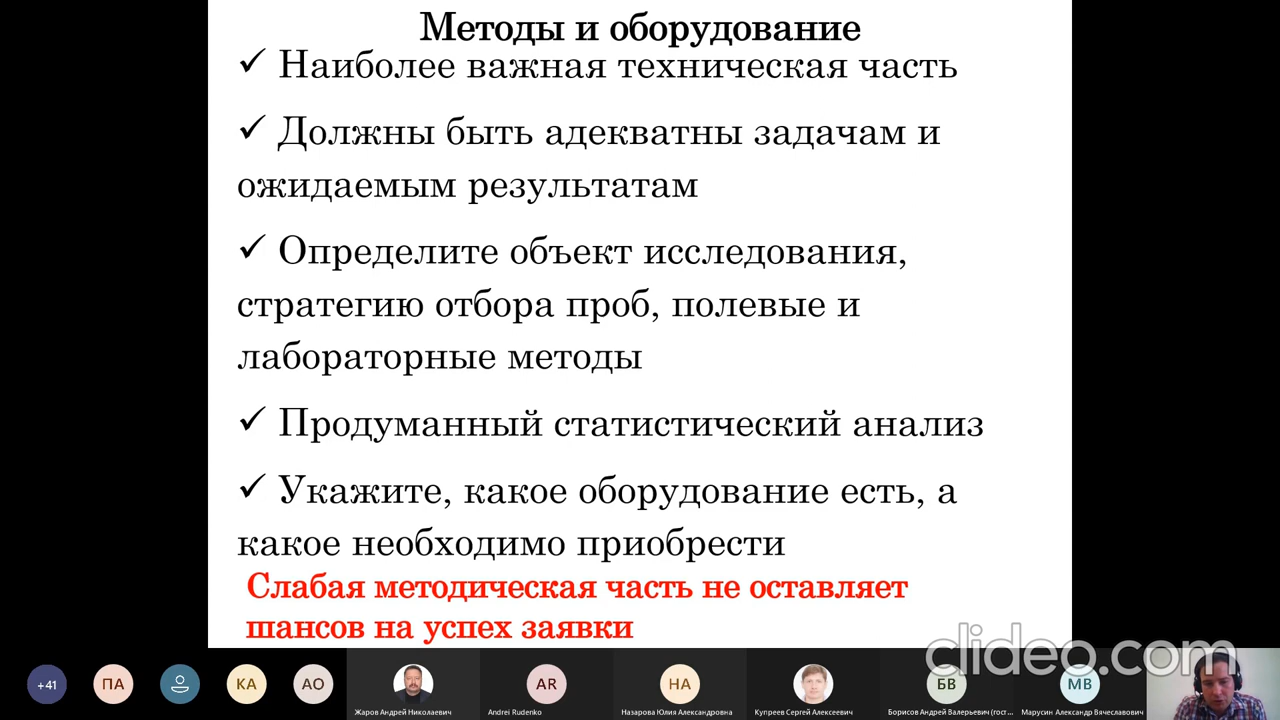 Методы и оборудование
✓ Наиболее важная техническая часть
✓ Должны быть адекватны задачам и
ожидаемым результатам
✓ Определите объект исследования,
стратегию отбора проб, полевые и
лабораторные методы
✓ Продуманный статистический анализ
✓ Укажите, какое оборудование есть, а
какое необходимо приобрести
Слабая методическая часть не оставляет
шансов на успех заявки
clideo.com
+41 ПА КА АО AR НА БВ МВ
Жаров Андрей Николаевич Andrei Rudenko Назарова Юлия Александровна Купреев Сергей Алексеевич Борисов Андрей Валерьевич (гост... Марусин Александр Вячеславович